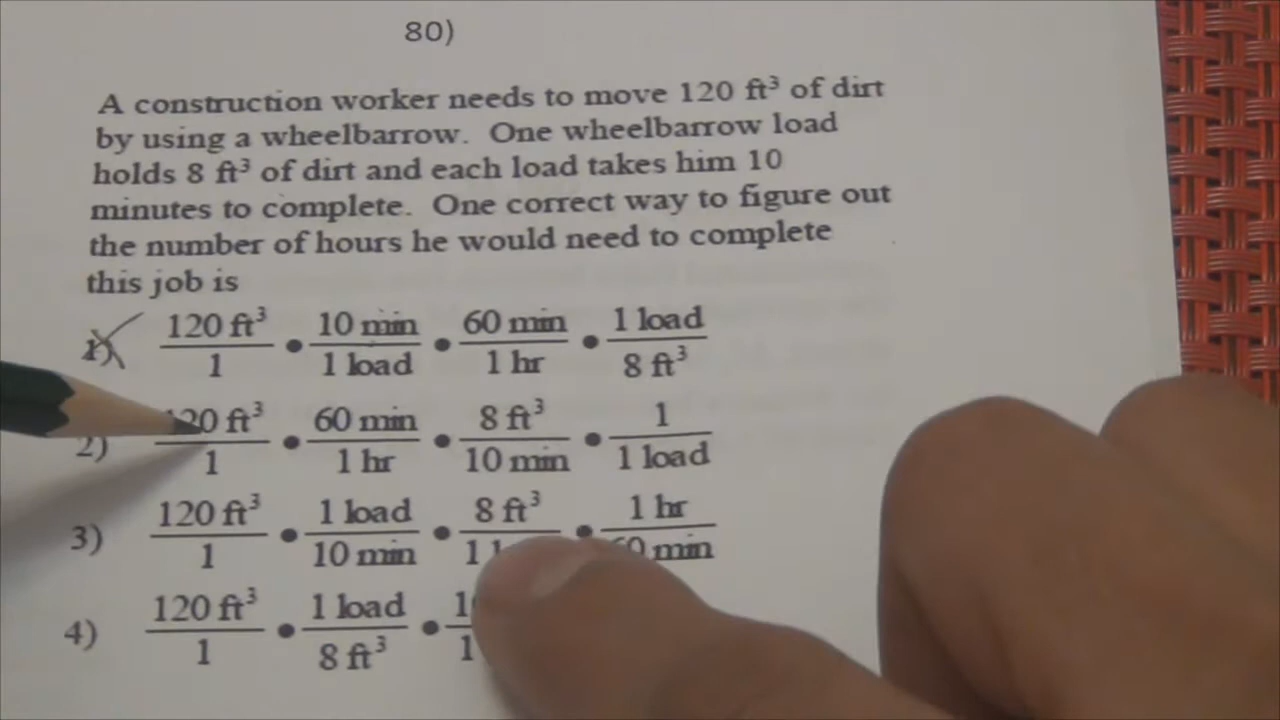 80)
A construction worker needs to move 120 ft³ of dirt
by using a wheelbarrow. One wheelbarrow load
holds 8 ft³ of dirt and each load takes him 10
minutes to complete. One correct way to figure out
the number of hours he would need to complete
this job is
1) 120 ft³/1 • 10 min/1 load • 60 min/1 hr • 1 load/8 ft³
2) 120 ft³/1 • 60 min/1 hr • 8 ft³/10 min • 1/1 load
3) 120 ft³/1 • 1 load/10 min • 8 ft³/1 • 1 hr/60 min
4) 120 ft³/1 • 1 load/8 ft³ •